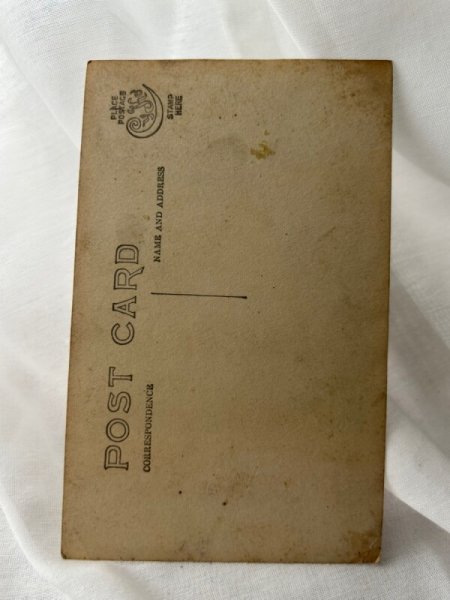 POST CARD
PLACE
POSTAGE
STAMP
HERE
CORRESPONDENCE
NAME AND ADDRESS